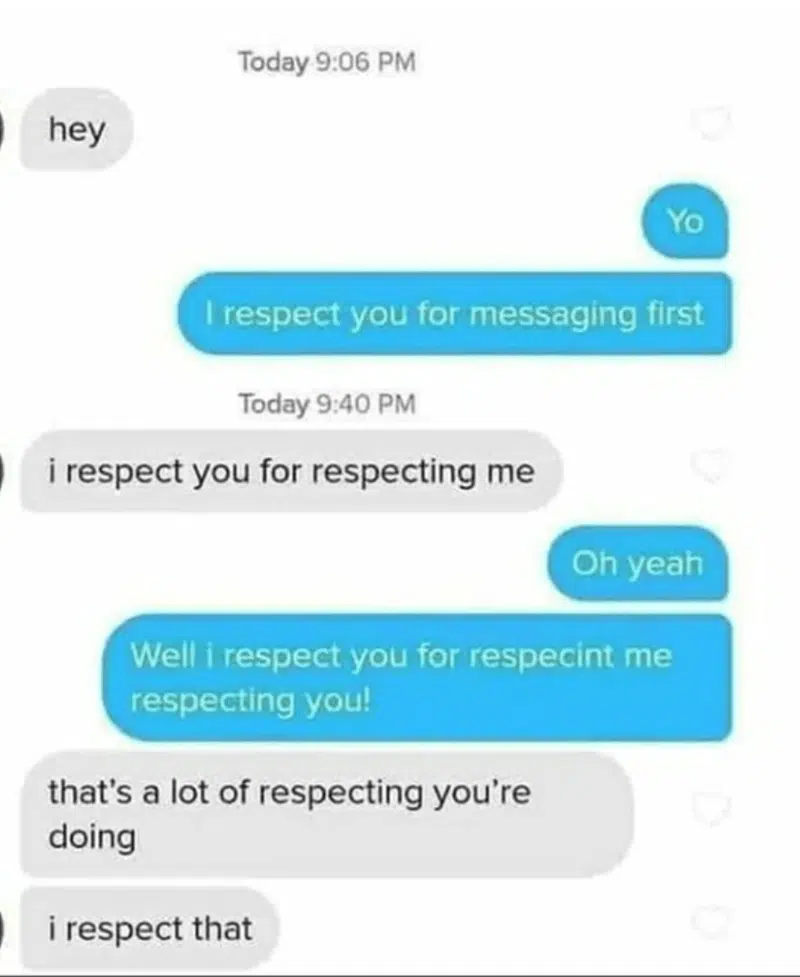 Today 9:06 PM
hey
Yo
I respect you for messaging first
Today 9:40 PM
i respect you for respecting me
Oh yeah
Well i respect you for respecint me
respecting you!
that's a lot of respecting you're
doing
i respect that